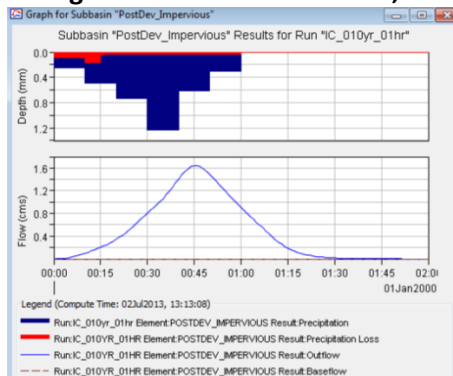 Graph for Subbasin "PostDev_Impervious"
Subbasin "PostDev_Impervious" Results for Run "IC_010yr_01hr"
0.0
0.4
0.8
1.2
Depth (mm)
1.6
1.2
0.8
0.4
Flow (cms)
00:00 00:15 00:30 00:45 01:00 01:15 01:30 01:45 02:0
01Jan2000
Legend (Compute Time: 02Jul2013, 13:13:08)
Run:IC_010yr_01hr Element:POSTDEV_IMPERVIOUS Result:Precipitation
Run:IC_010YR_01HR Element:POSTDEV_IMPERVIOUS Result:Precipitation Loss
Run:IC_010YR_01HR Element:POSTDEV_IMPERVIOUS Result:Outflow
Run:IC_010YR_01HR Element:POSTDEV_IMPERVIOUS Result:Baseflow